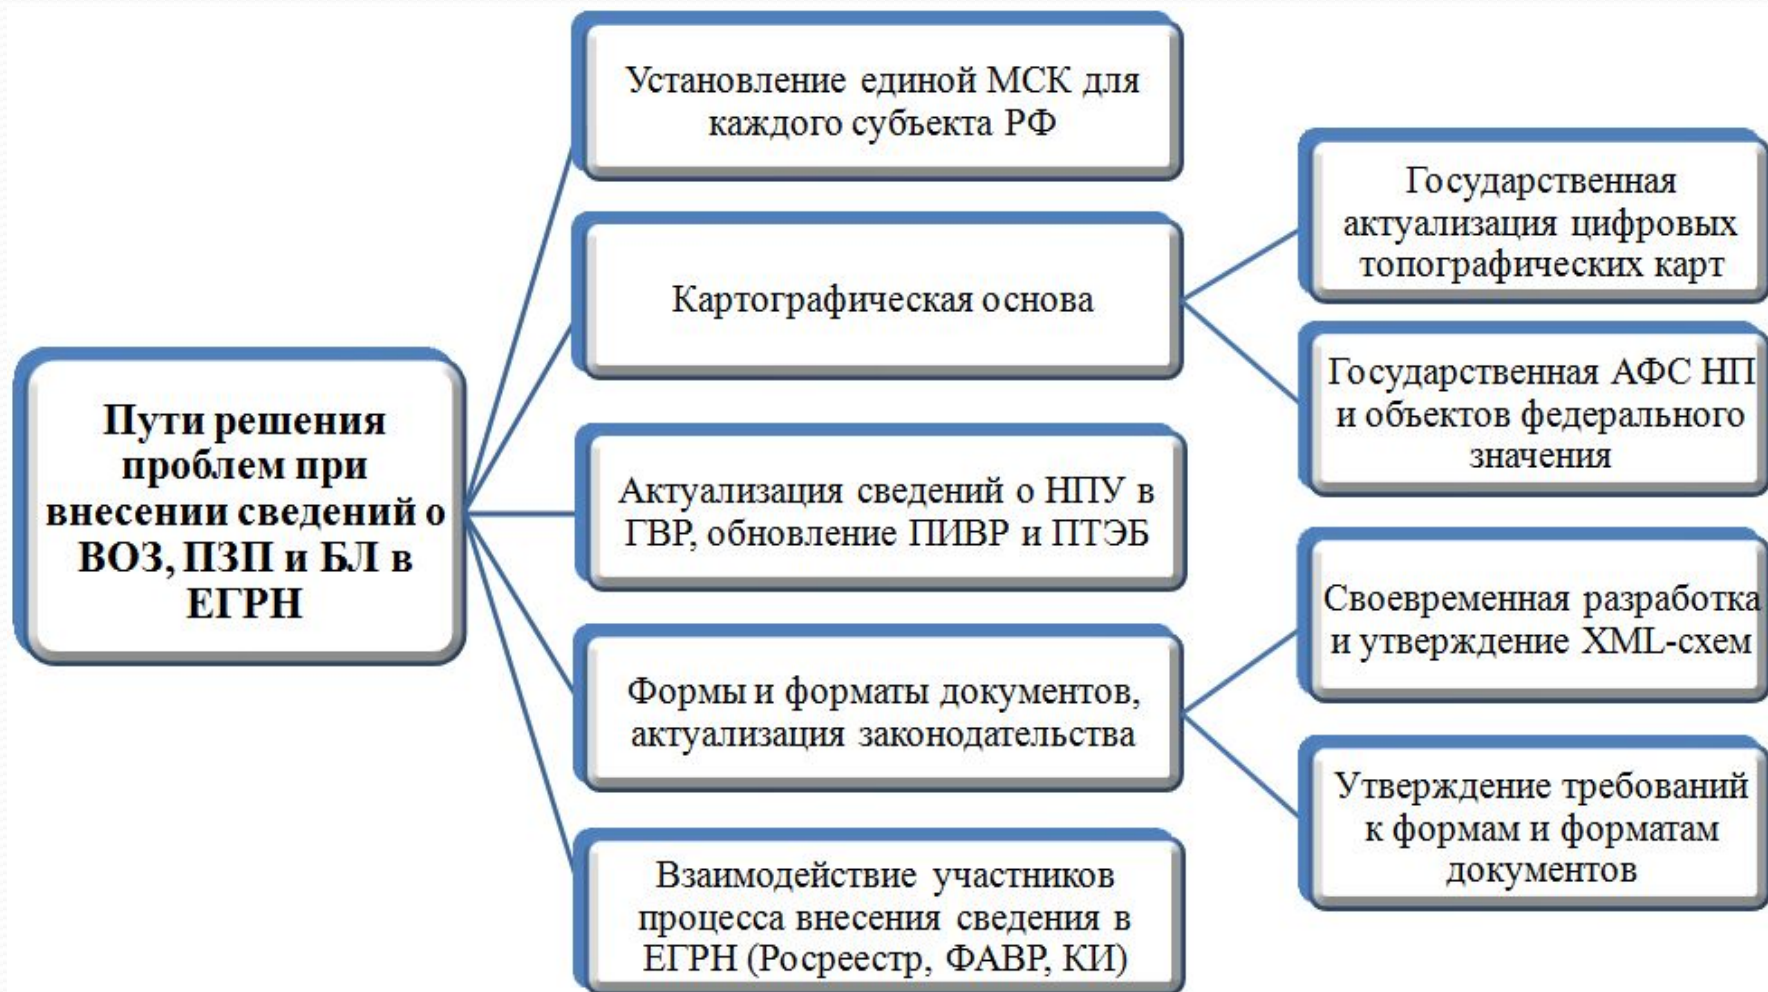 Пути решения
проблем при
внесении сведений о
ВОЗ, ПЗП и БЛ в
ЕГРН
Установление единой МСК для
каждого субъекта РФ
Картографическая основа
Государственная
актуализация цифровых
топографических карт
Государственная АФС НП
и объектов федерального
значения
Актуализация сведений о НПУ в
ГВР, обновление ПИВР и ПТЭБ
Формы и форматы документов,
актуализация законодательства
Своевременная разработка
и утверждение XML-схем
Утверждение требований
к формам и форматам
документов
Взаимодействие участников
процесса внесения сведения в
ЕГРН (Росреестр, ФАВР, КИ)